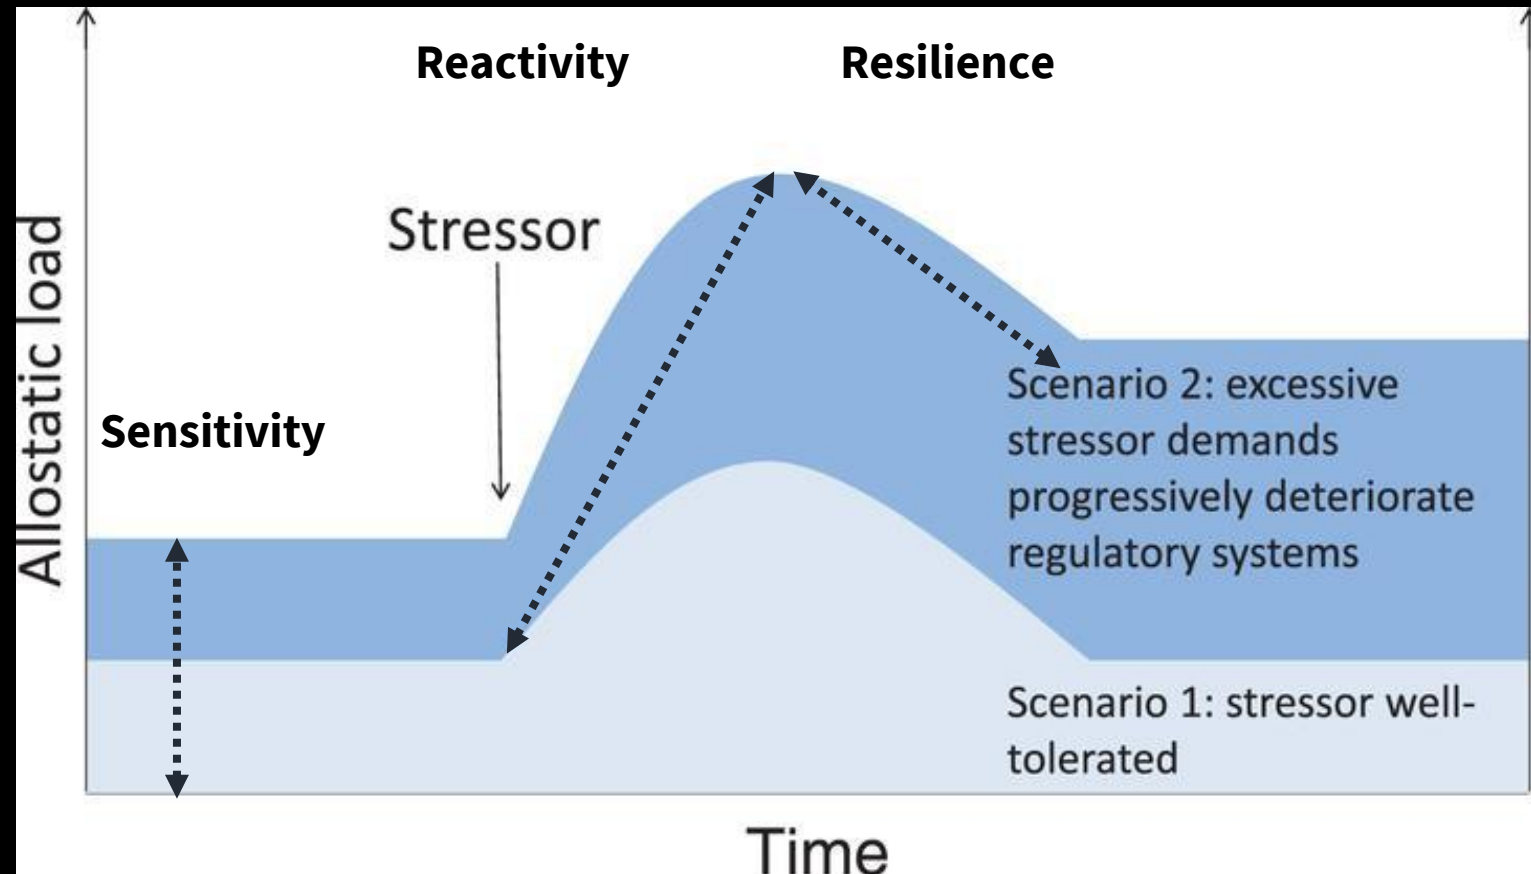 Reactivity
Resilience
Stressor
Allostatic load
Sensitivity
Scenario 2: excessive
stressor demands
progressively deteriorate
regulatory systems
Scenario 1: stressor well-
tolerated
Time